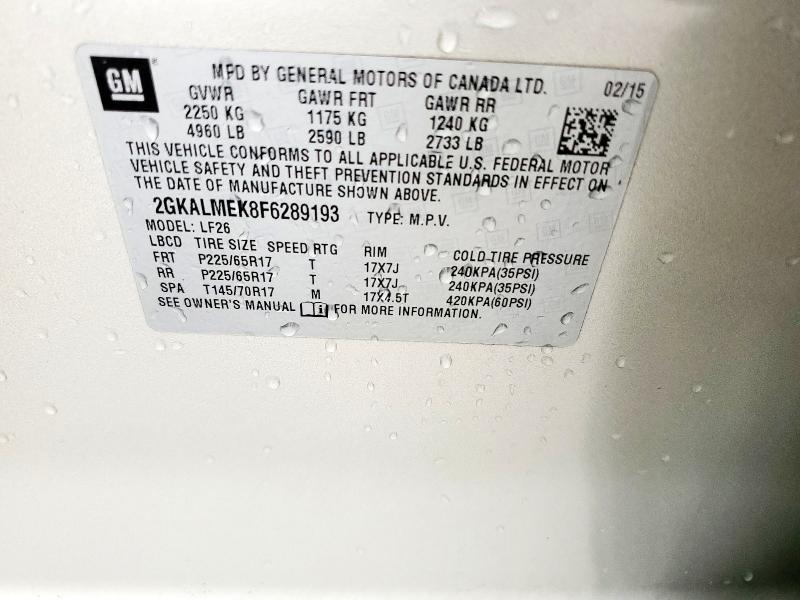 GM
MFD BY GENERAL MOTORS OF CANADA LTD. 02/15
GVWR GAWR FRT GAWR RR
2250 KG 1175 KG 1240 KG
4960 LB 2590 LB 2733 LB
THIS VEHICLE CONFORMS TO ALL APPLICABLE U.S. FEDERAL MOTOR
VEHICLE SAFETY AND THEFT PREVENTION STANDARDS IN EFFECT ON
THE DATE OF MANUFACTURE SHOWN ABOVE.
2GKALMEK8F6289193 TYPE: M.P.V.
MODEL: LF26
LBCD TIRE SIZE SPEED RTG RIM COLD TIRE PRESSURE
FRT P225/65R17 T 17X7J 240KPA(35PSI)
RR P225/65R17 T 17X7J 240KPA(35PSI)
SPA T145/70R17 M 17X4.5T 420KPA(60PSI)
SEE OWNER'S MANUAL FOR MORE INFORMATION.